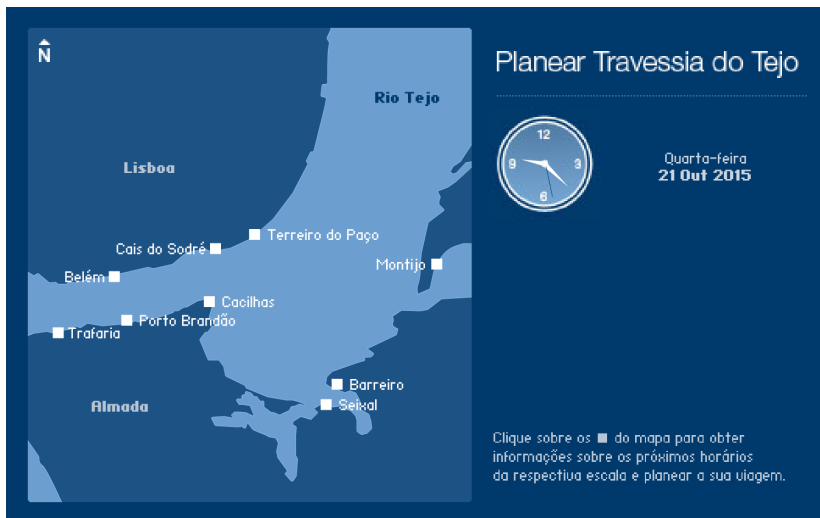 N
Planear Travessia do Tejo
Rio Tejo
12
9
3
6
Quarta-feira
21 Out 2015
Lisboa
Terreiro do Paço
Cais do Sodré
Montijo
Belém
Cacilhas
Porto Brandão
Trafaria
Barreiro
Almada
Seixal
Clique sobre os ■ do mapa para obter
informações sobre os próximos horários
da respectiva escala e planear a sua viagem.